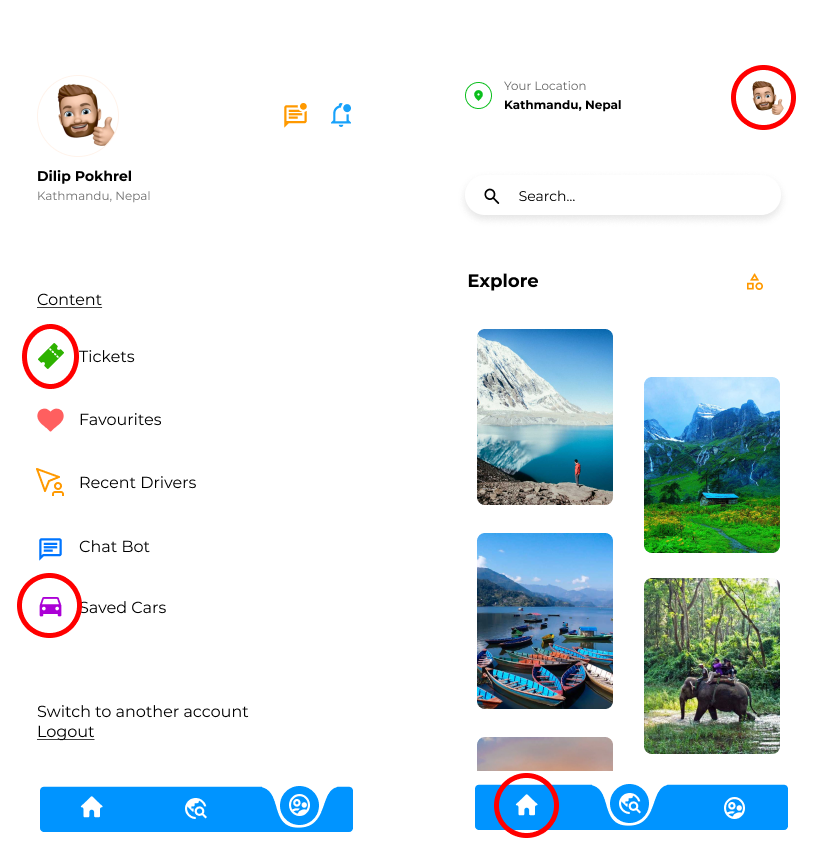 Dilip Pokhrel
Kathmandu, Nepal
Content
Tickets
Favourites
Recent Drivers
Chat Bot
Saved Cars
Switch to another account
Logout
Your Location
Kathmandu, Nepal
Search...
Explore